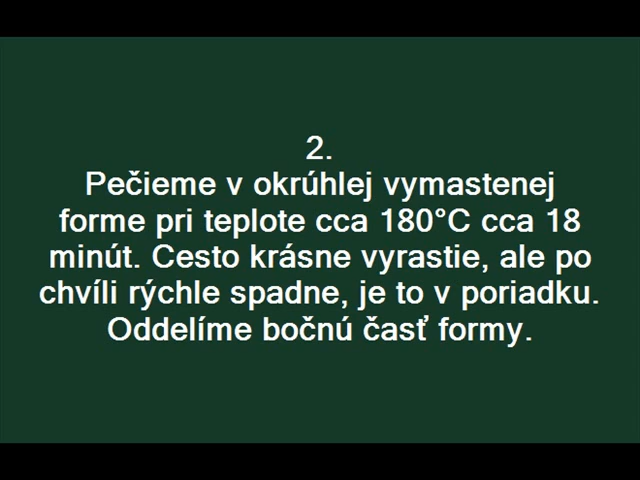 2.
Pečieme v okrúhlej vymastenej
forme pri teplote cca 180°C cca 18
minút. Cesto krásne vyrastie, ale po
chvíli rýchle spadne, je to v poriadku.
Oddelíme bočnú časť formy.